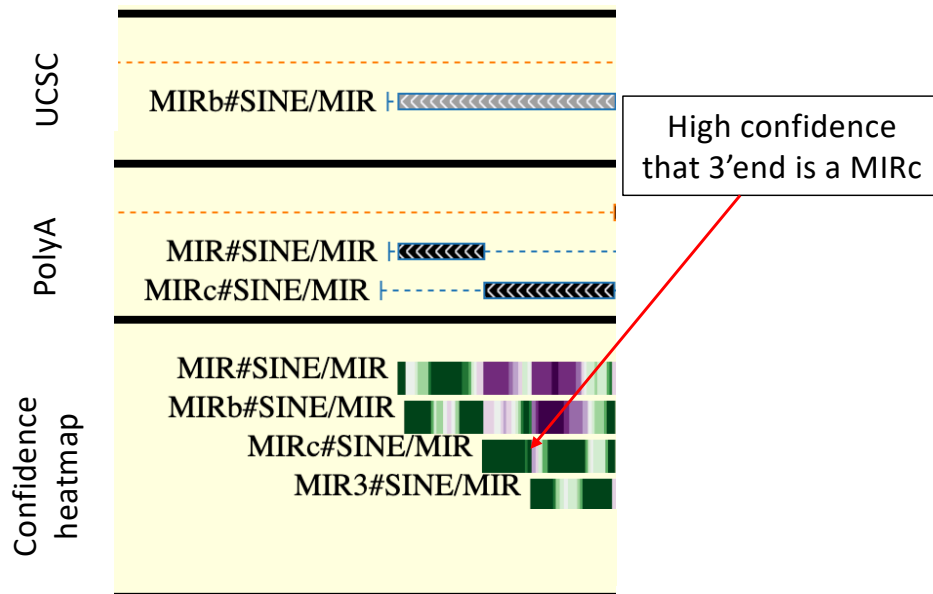 UCSC
MIRb#SINE/MIR
High confidence
that 3'end is a MIRc
PolyA
MIR#SINE/MIR
MIRc#SINE/MIR
Confidence
heatmap
MIR#SINE/MIR
MIRb#SINE/MIR
MIRc#SINE/MIR
MIR3#SINE/MIR